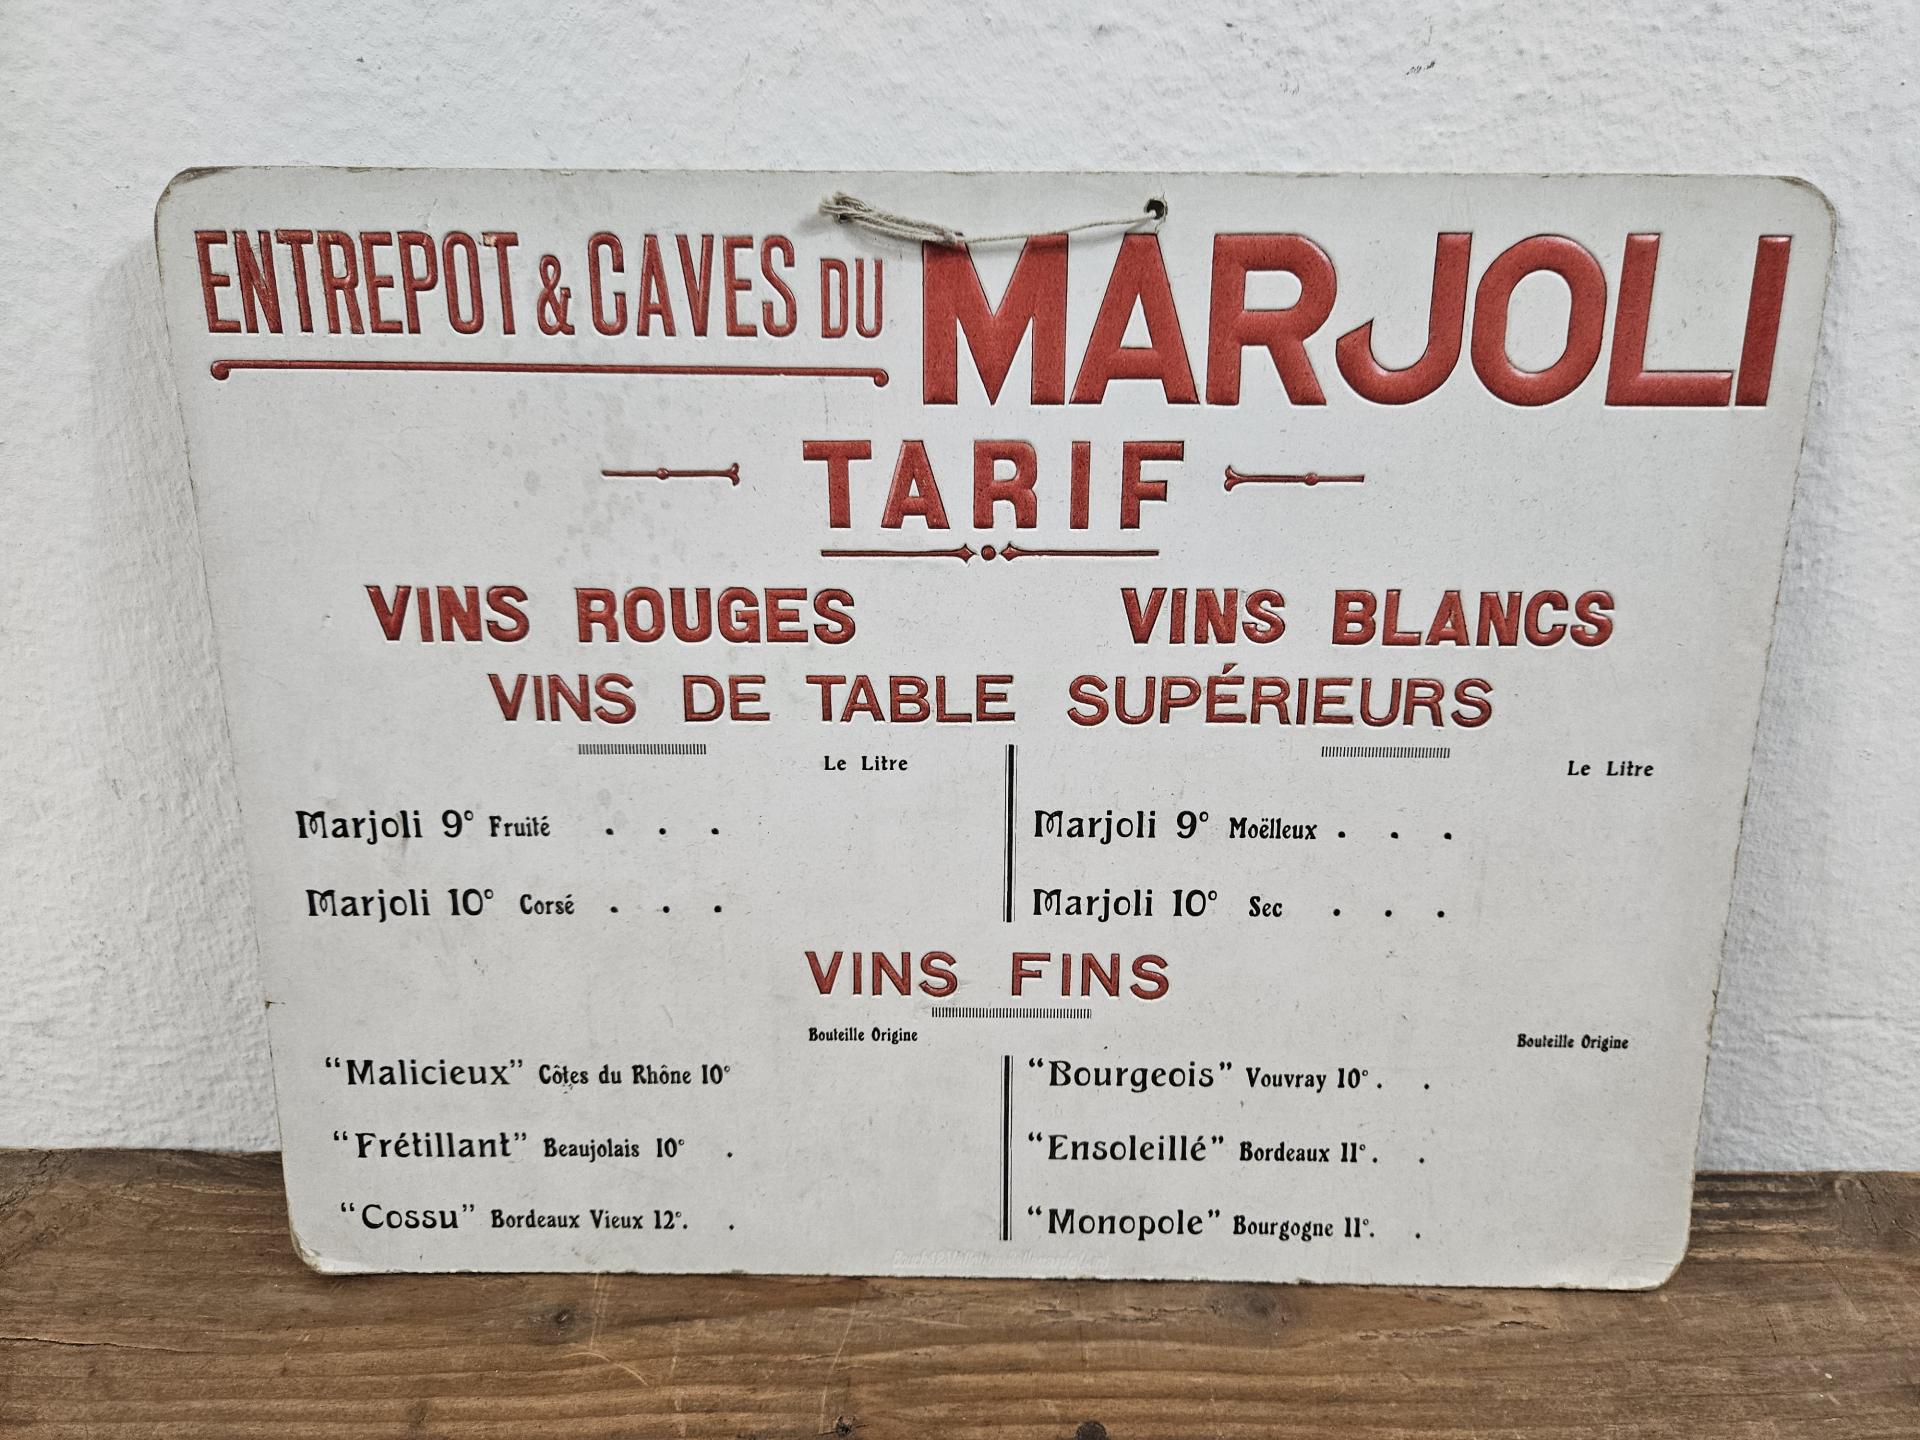 ENTREPOT & CAVES DU MARJOLI
TARIF
VINS ROUGES VINS BLANCS
VINS DE TABLE SUPÉRIEURS
Le Litre Le Litre
Marjoli 9° Fruité . . . Marjoli 9° Moëlleux . . .
Marjoli 10° Corsé . . . Marjoli 10° Sec . . .
VINS FINS
Bouteille Origine Bouteille Origine
“Malicieux” Côtes du Rhône 10° “Bourgeois” Vouvray 10° . .
“Frétillant” Beaujolais 10° . “Ensoleillé” Bordeaux 11° . .
“Cossu” Bordeaux Vieux 12° . . “Monopole” Bourgogne 11° . .